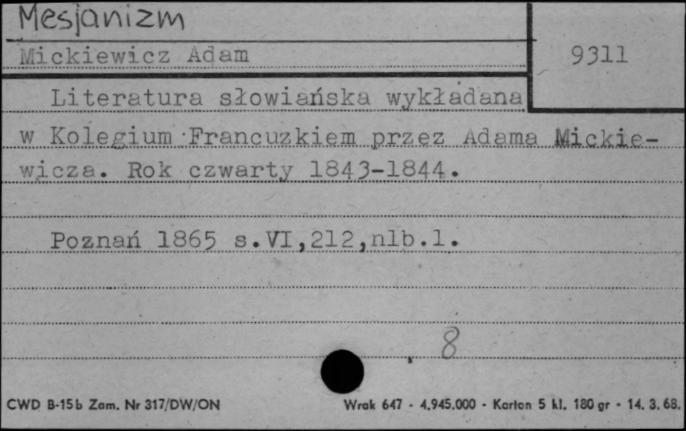 Mesjanizm
Mickiewicz Adam
9311
Literatura słowiańska wykładana
w Kolegium Francuzkiem przez Adama Mickie-
wicza. Rok czwarty 1843-1844.
Poznań 1865 s.VI,212,nlb.1.
8
CWD B-15b Zam. Nr 317/DW/ON
Wrak 647 - 4.945.000 - Karton 5 kl. 180 gr - 14. 3. 68.